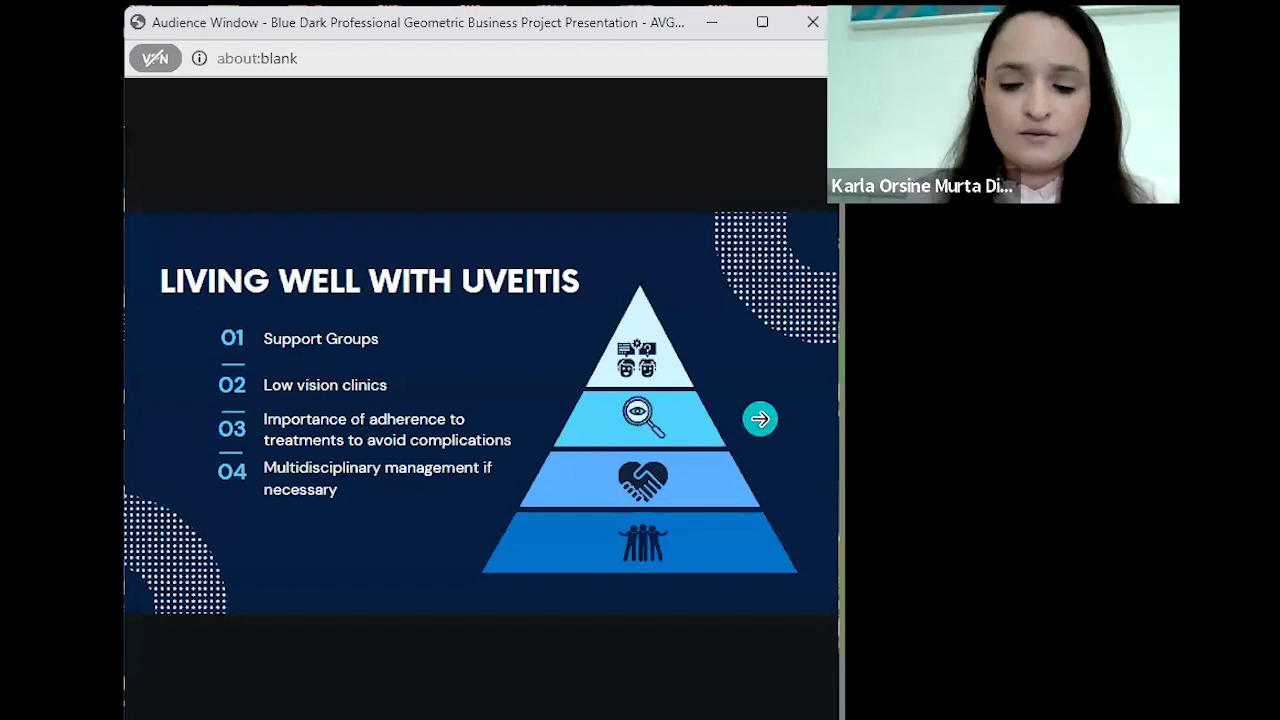 Audience Window - Blue Dark Professional Geometric Business Project Presentation - AVG...
VPN
about:blank
Karla Orsine Murta Di...
LIVING WELL WITH UVEITIS
01 Support Groups
02 Low vision clinics
03 Importance of adherence to
treatments to avoid complications
04 Multidisciplinary management if
necessary